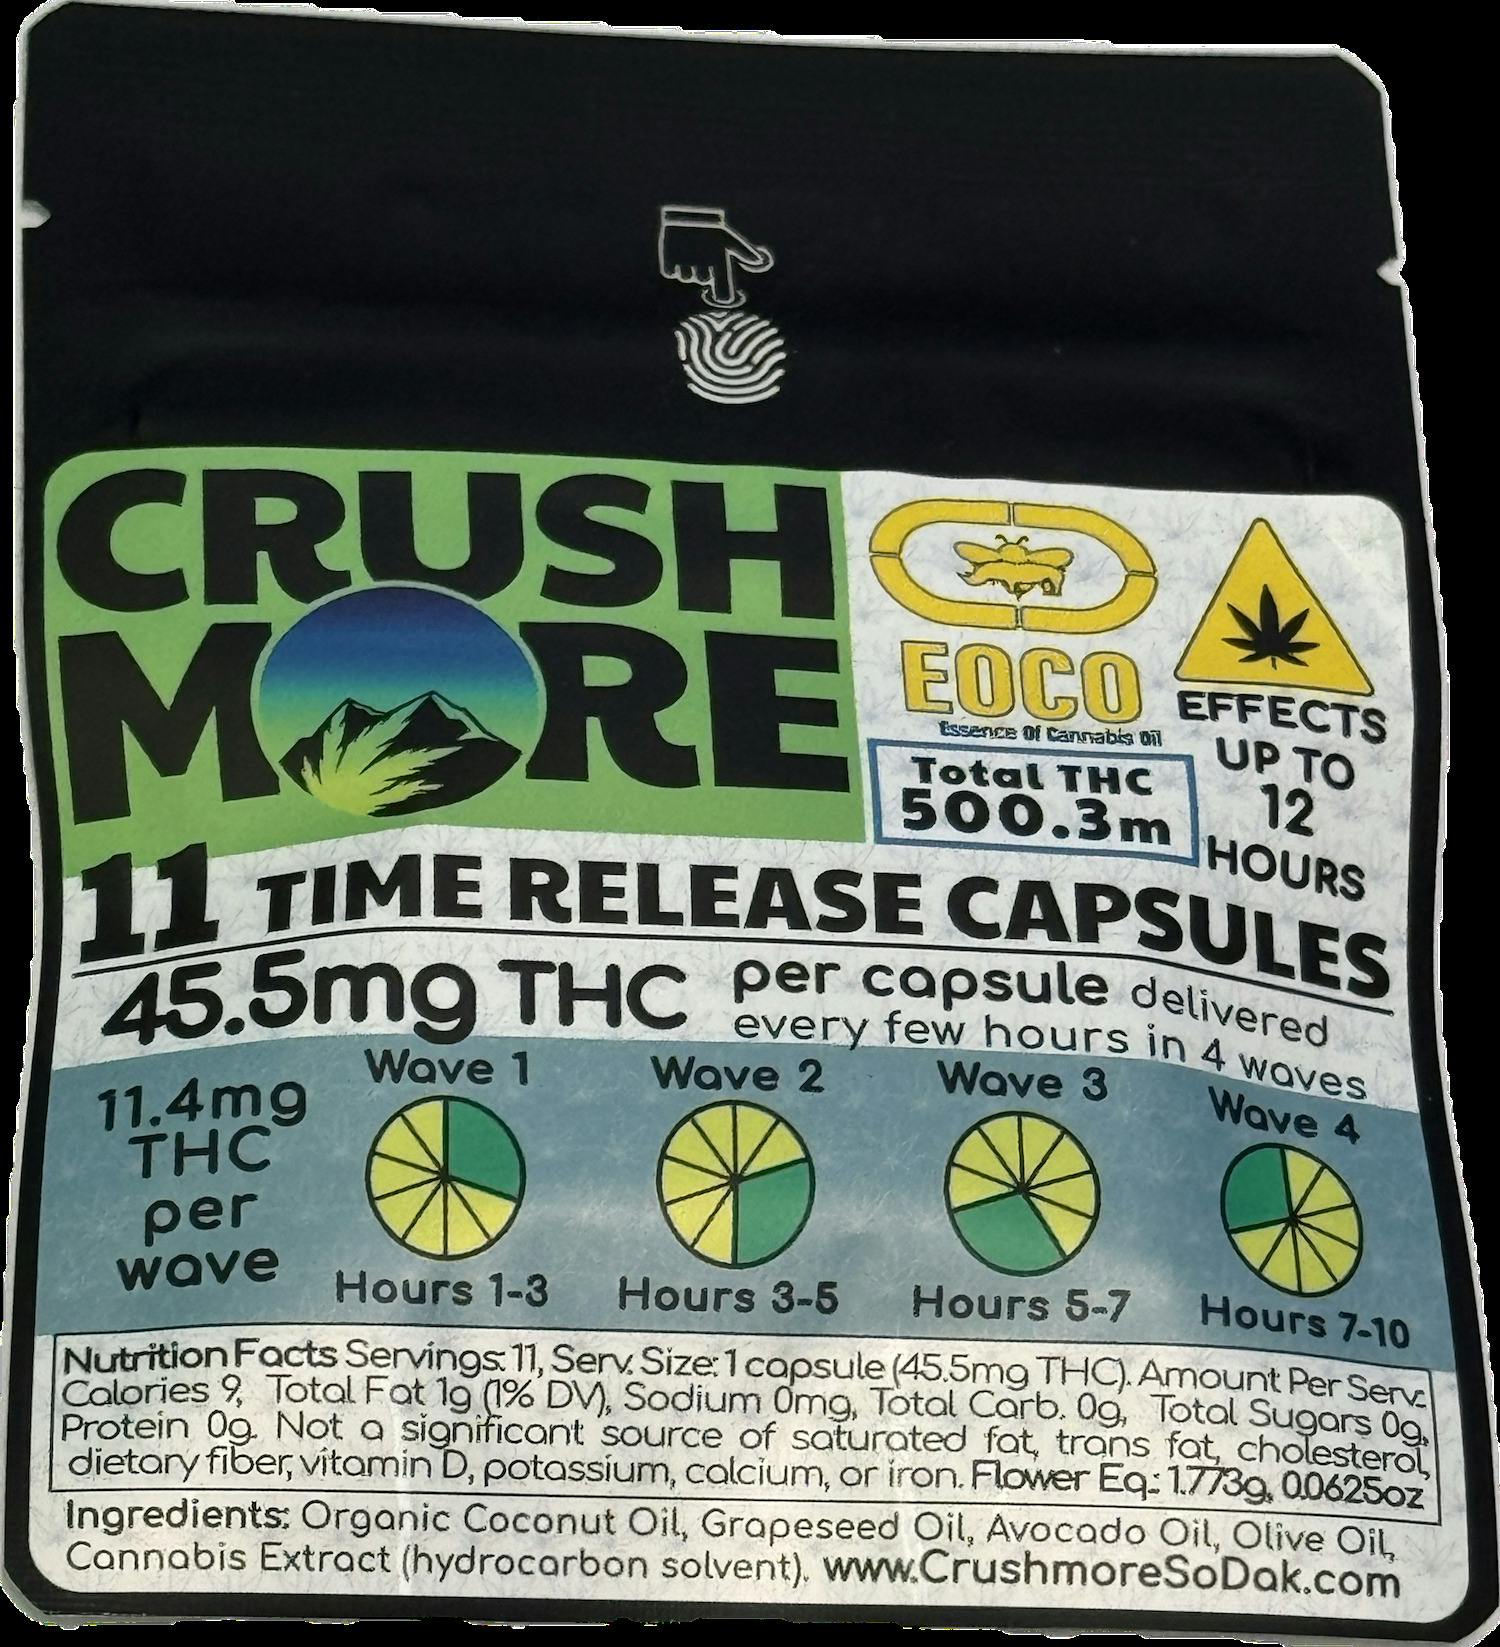 CRUSH
MORE
EOCO
Essence Of Cannabis Oil
Total THC
500.3m
EFFECTS
UP TO
12
HOURS
11 TIME RELEASE CAPSULES
45.5mg THC per capsule delivered
every few hours in 4 waves
11.4mg
THC
per
wave
Wave 1
Hours 1-3
Wave 2
Hours 3-5
Wave 3
Hours 5-7
Wave 4
Hours 7-10
Nutrition Facts Servings: 11, Serv. Size: 1 capsule (45.5mg THC). Amount Per Serv:
Calories 9, Total Fat 1g (1% DV), Sodium 0mg, Total Carb. 0g, Total Sugars 0g,
Protein 0g. Not a significant source of saturated fat, trans fat, cholesterol,
dietary fiber, vitamin D, potassium, calcium, or iron. Flower Eq.: 1.773g, 0.0625oz
Ingredients: Organic Coconut Oil, Grapeseed Oil, Avocado Oil, Olive Oil,
Cannabis Extract (hydrocarbon solvent). www.CrushmoreSoDak.com